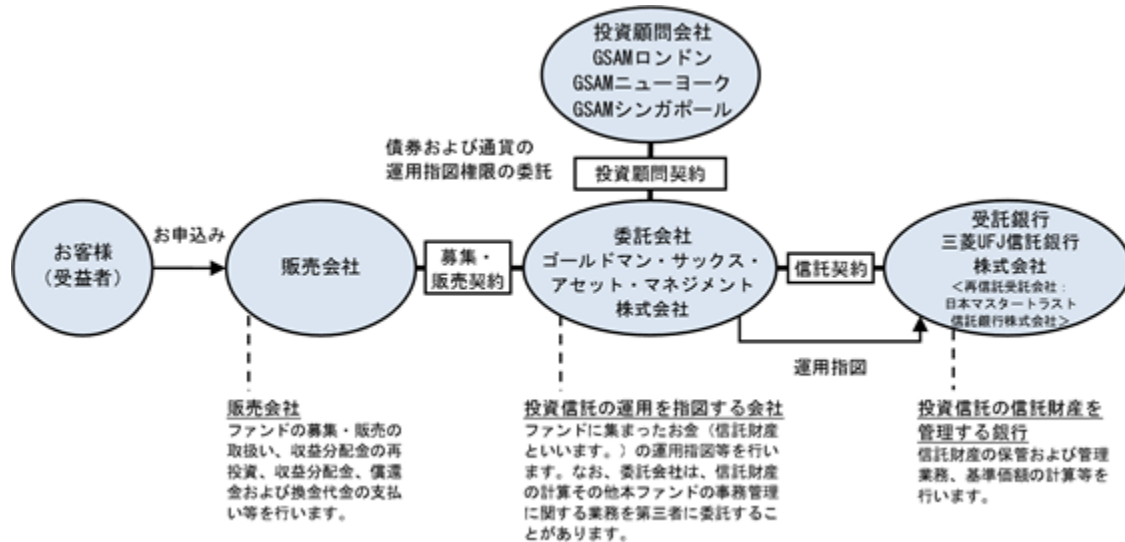 投資顧問会社
GSAMロンドン
GSAMニューヨーク
GSAMシンガポール
債券および通貨の
運用指図権限の委託
投資顧問契約
お客様
（受益者）
お申込み
販売会社
募集・
販売契約
委託会社
ゴールドマン・サックス・
アセット・マネジメント
株式会社
信託契約
受託銀行
三菱UFJ信託銀行
株式会社
＜再信託受託会社：
日本マスタートラスト
信託銀行株式会社＞
運用指図
販売会社
ファンドの募集・販売の
取扱い、収益分配金の再
投資、収益分配金、償還
金および換金代金の支払
い等を行います。
投資信託の運用を指図する会社
ファンドに集まったお金（信託財産
といいます。）の運用指図等を行い
ます。なお、委託会社は、信託財産
の計算その他本ファンドの事務管理
に関する業務を第三者に委託するこ
とがあります。
投資信託の信託財産を
管理する銀行
信託財産の保管および管理
業務、基準価額の計算等を
行います。